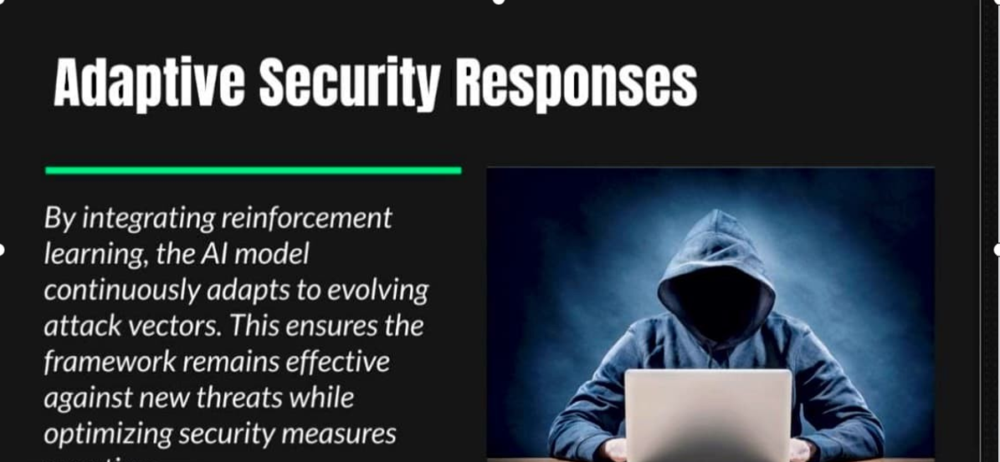 Adaptive Security Responses
By integrating reinforcement
learning, the AI model
continuously adapts to evolving
attack vectors. This ensures the
framework remains effective
against new threats while
optimizing security measures